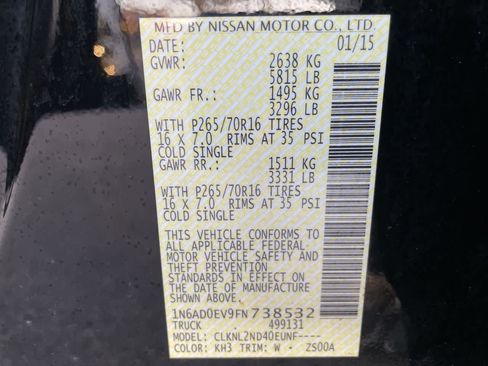 MFD BY NISSAN MOTOR CO., LTD.
DATE: 01/15
GVWR: 2638 KG
5815 LB
GAWR FR.: 1495 KG
3296 LB
WITH P265/70R16 TIRES
16 X 7.0 RIMS AT 35 PSI
COLD SINGLE
GAWR RR.: 1511 KG
3331 LB
WITH P265/70R16 TIRES
16 X 7.0 RIMS AT 35 PSI
COLD SINGLE
THIS VEHICLE CONFORMS TO
ALL APPLICABLE FEDERAL
MOTOR VEHICLE SAFETY AND
THEFT PREVENTION
STANDARDS IN EFFECT ON
THE DATE OF MANUFACTURE
SHOWN ABOVE.
1N6AD0EV9FN738532
TRUCK 499131
MODEL: CLKNL2ND40EUNF----
COLOR: KH3 TRIM: W - ZS00A